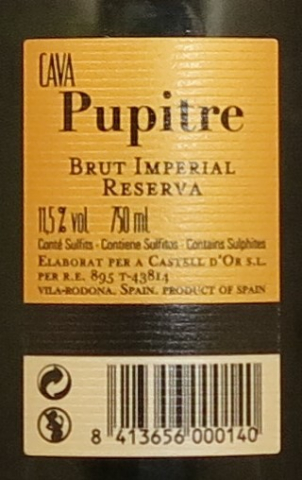 CAVA
Pupitre
BRUT IMPERIAL
RESERVA
11,5 % vol 750 ml
Conté Sulfits - Contiene Sulfitos - Contains Sulphites
ELABORAT PER A CASTELL D'OR S.L.
PER R.E. 895 T-43814
VILA-RODONA, SPAIN. PRODUCT OF SPAIN
8 413656 000140